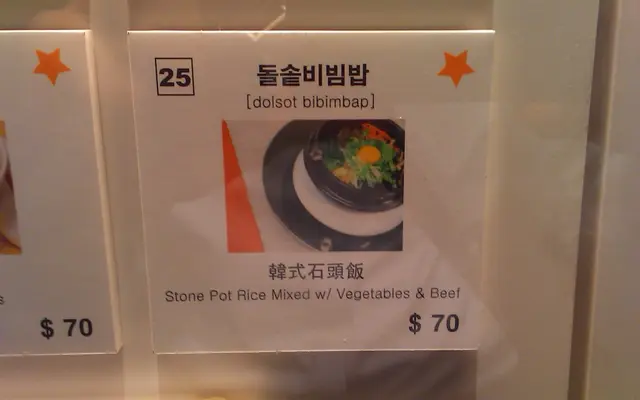 25
돌솥비빔밥
[dolsot bibimbap]
韓式石頭飯
Stone Pot Rice Mixed w/ Vegetables & Beef
$ 70
s
$ 70